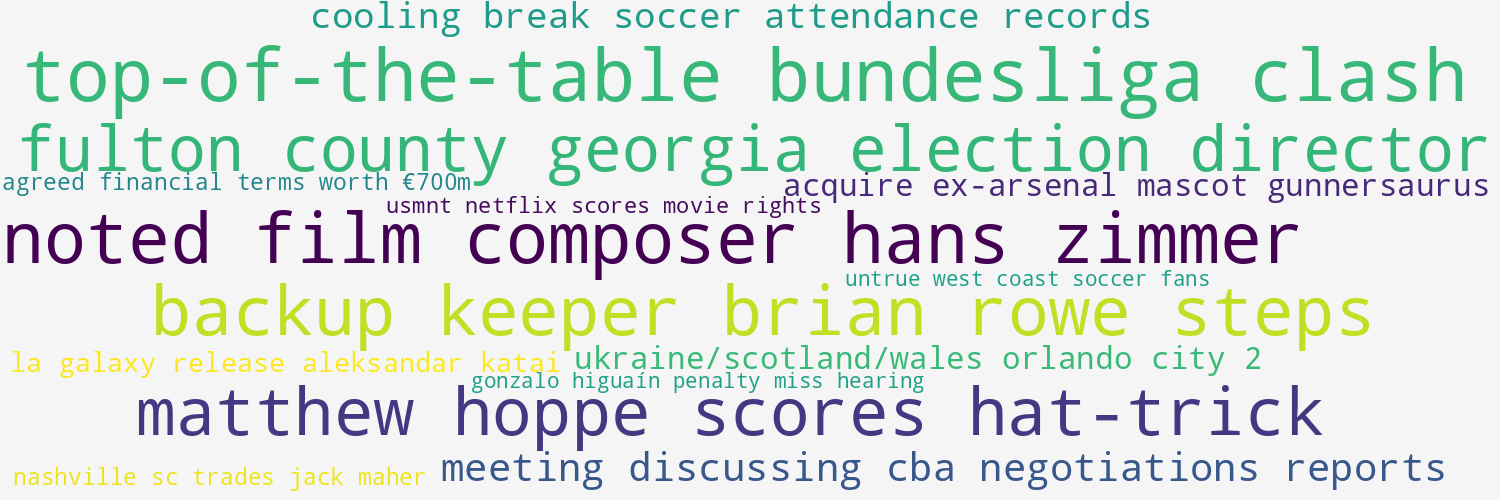 cooling break soccer attendance records
top-of-the-table bundesliga clash
fulton county georgia election director
agreed financial terms worth €700m
acquire ex-arsenal mascot gunnersaurus
usmnt netflix scores movie rights
noted film composer hans zimmer
untrue west coast soccer fans
backup keeper brian rowe steps
la galaxy release aleksandar katai
ukraine/scotland/wales orlando city 2
gonzalo higuaín penalty miss hearing
matthew hoppe scores hat-trick
meeting discussing cba negotiations reports
nashville sc trades jack maher